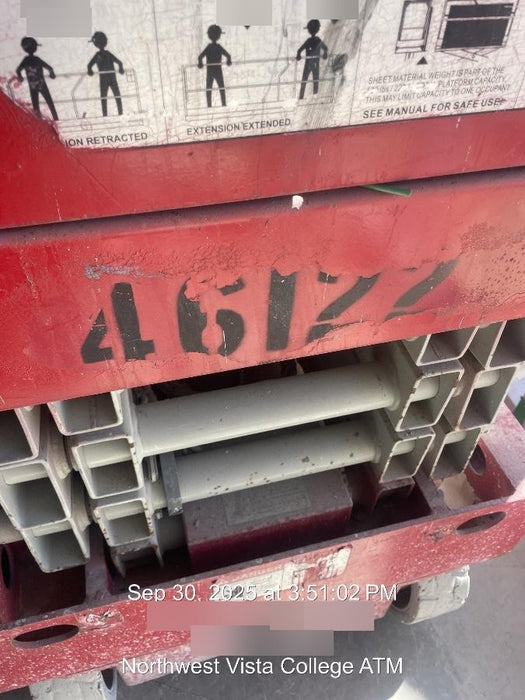 ION RETRACTED
EXTENSION EXTENDED
SHEET MATERIAL WEIGHT IS PART OF THE
PLATFORM CAPACITY.
THIS MAY LIMIT CAPACITY TO ONE OCCUPANT
SEE MANUAL FOR SAFE USE
46122
Sep 30, 2025 at 3:51:02 PM
Northwest Vista College ATM